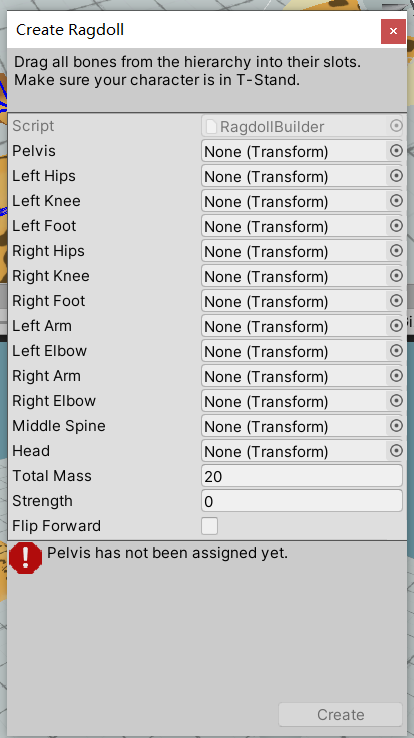 Create Ragdoll
Drag all bones from the hierarchy into their slots.
Make sure your character is in T-Stand.
Script RagdollBuilder
Pelvis None (Transform)
Left Hips None (Transform)
Left Knee None (Transform)
Left Foot None (Transform)
Right Hips None (Transform)
Right Knee None (Transform)
Right Foot None (Transform)
Left Arm None (Transform)
Left Elbow None (Transform)
Right Arm None (Transform)
Right Elbow None (Transform)
Middle Spine None (Transform)
Head None (Transform)
Total Mass 20
Strength 0
Flip Forward
Pelvis has not been assigned yet.
Create